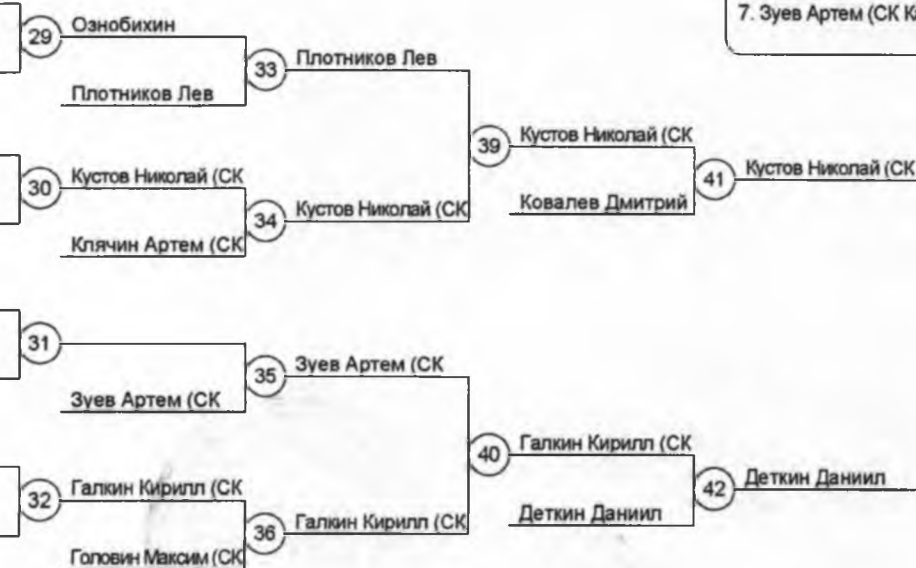 7. Зуев Артем (СК
29 Ознобихин
33 Плотников Лев
Плотников Лев
39 Кустов Николай (СК
30 Кустов Николай (СК
41 Кустов Николай (СК
34 Кустов Николай (СК
Ковалев Дмитрий
Клячин Артем (СК
31
35 Зуев Артем (СК
Зуев Артем (СК
40 Галкин Кирилл (СК
32 Галкин Кирилл (СК
42 Деткин Даниил
36 Галкин Кирилл (СК
Деткин Даниил
Головин Максим (СК